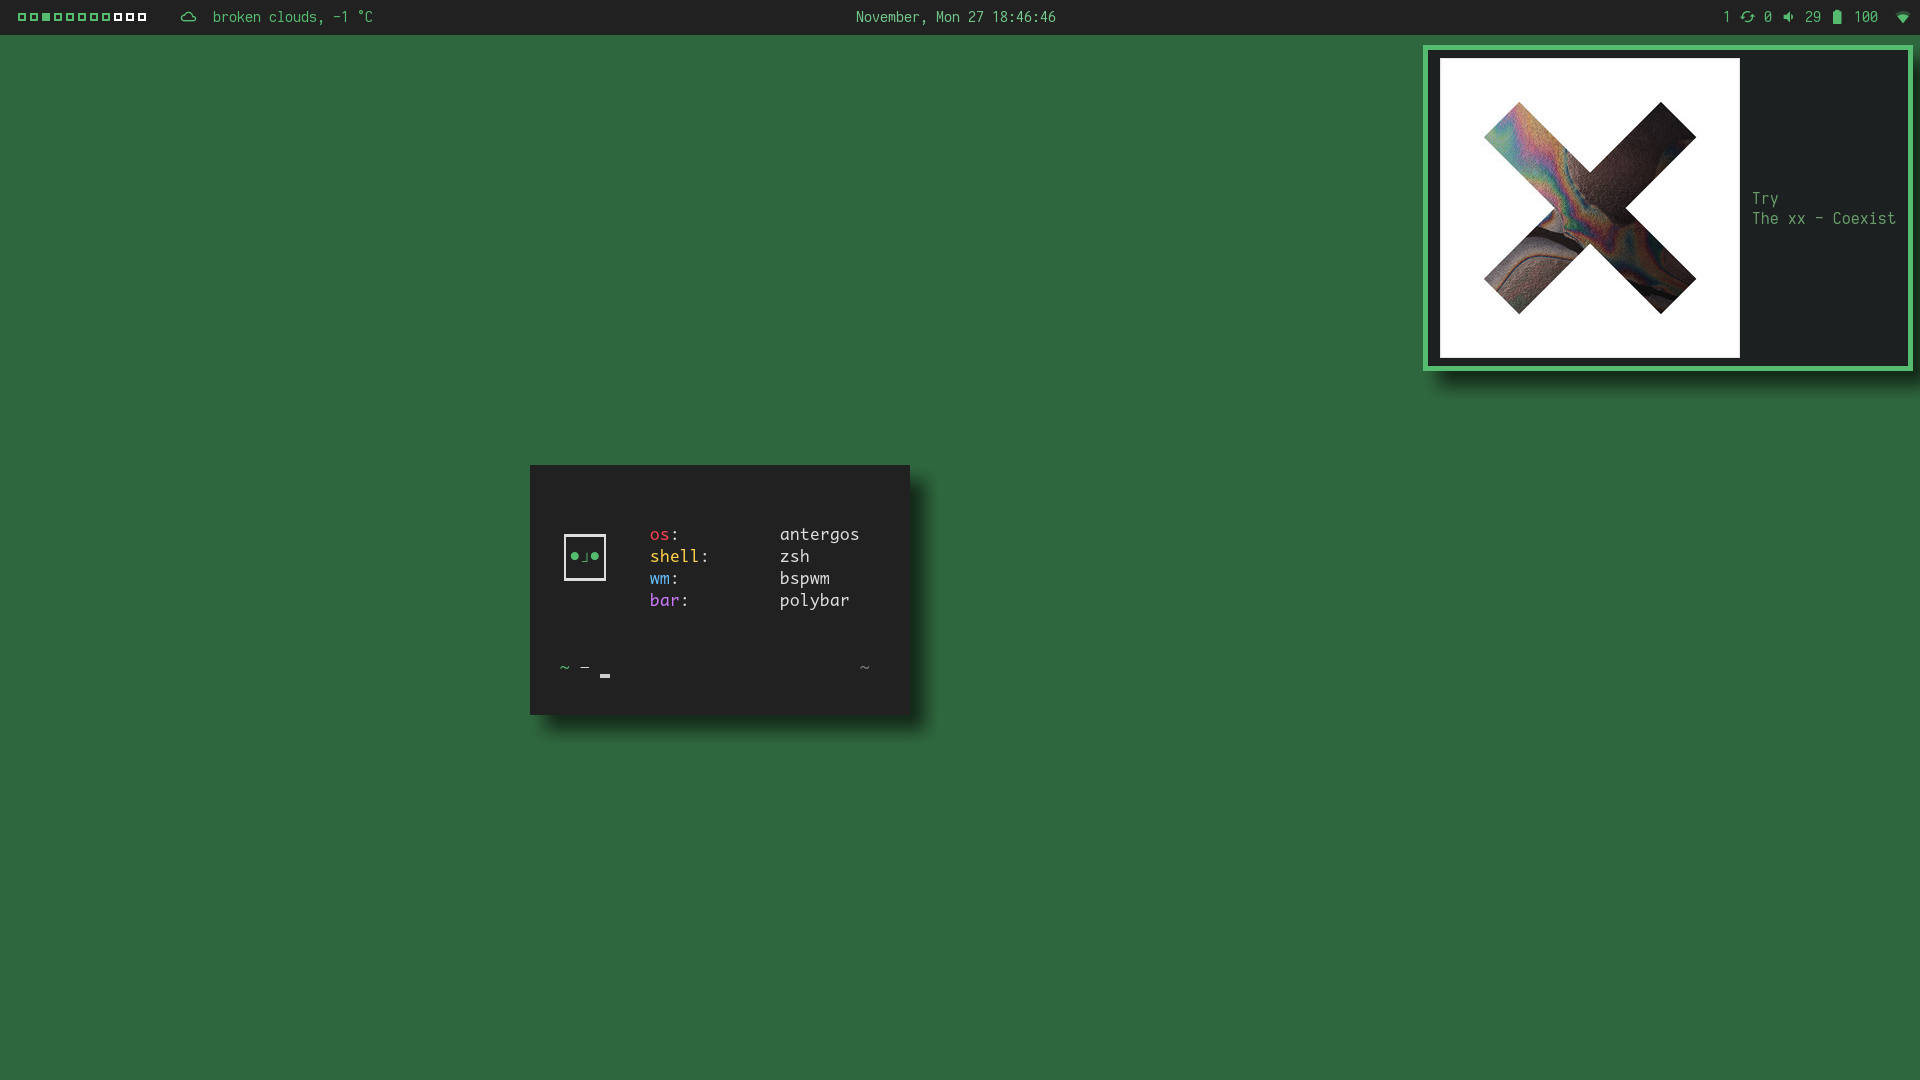 broken clouds, -1 °C
November, Mon 27 18:46:46
1 0 29 100
Try
The xx - Coexist
os: antergos
shell: zsh
wm: bspwm
bar: polybar
~ — ~